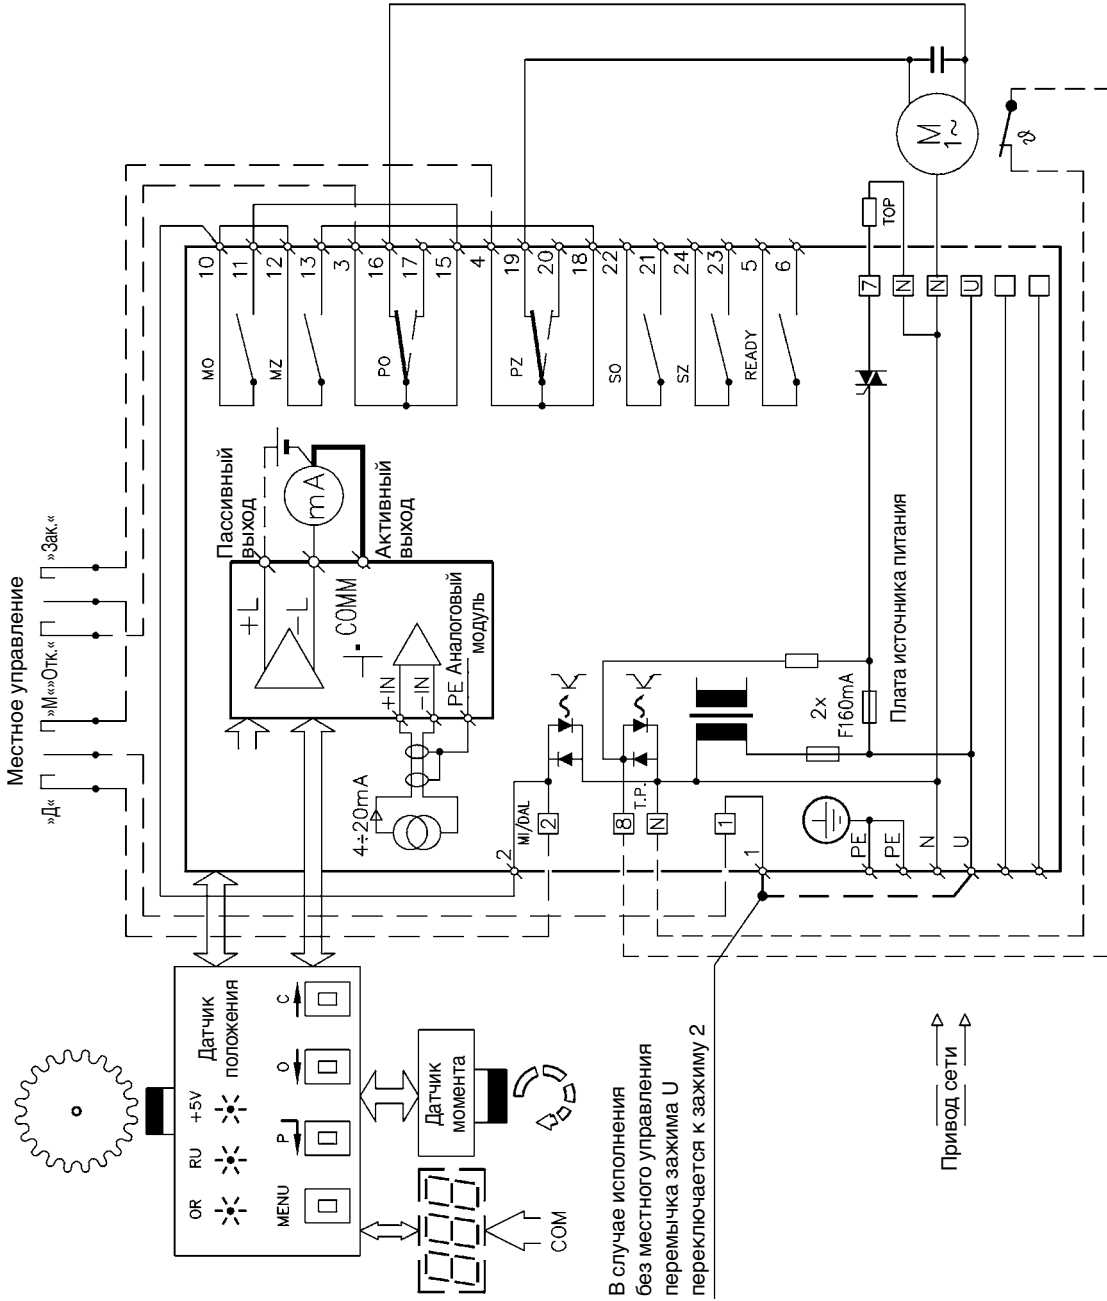 Местное управление
»Д«
»М«
»Отк.«
»Зак.«
10
11
12
13
3
16
17
15
4
19
20
18
22
21
24
23
5
6
MO
MZ
PO
PZ
SO
SZ
READY
M
1~
ϑ
TOP
7
N
N
U
Пассивный
выход
mA
Активный
выход
+L
-L
COMM
+IN
-IN
PE
Аналоговый
модуль
4÷20mA
2
MI/DAL
2
8
T.P.
N
1
1
2x
F160mA
Плата источника питания
PE
PE
N
U
Датчик
положения
OR
RU
+5V
MENU
P
O
C
Датчик
момента
COM
В случае исполнения
без местного управления
перемычка зажима U
переключается к зажиму 2
Привод сети